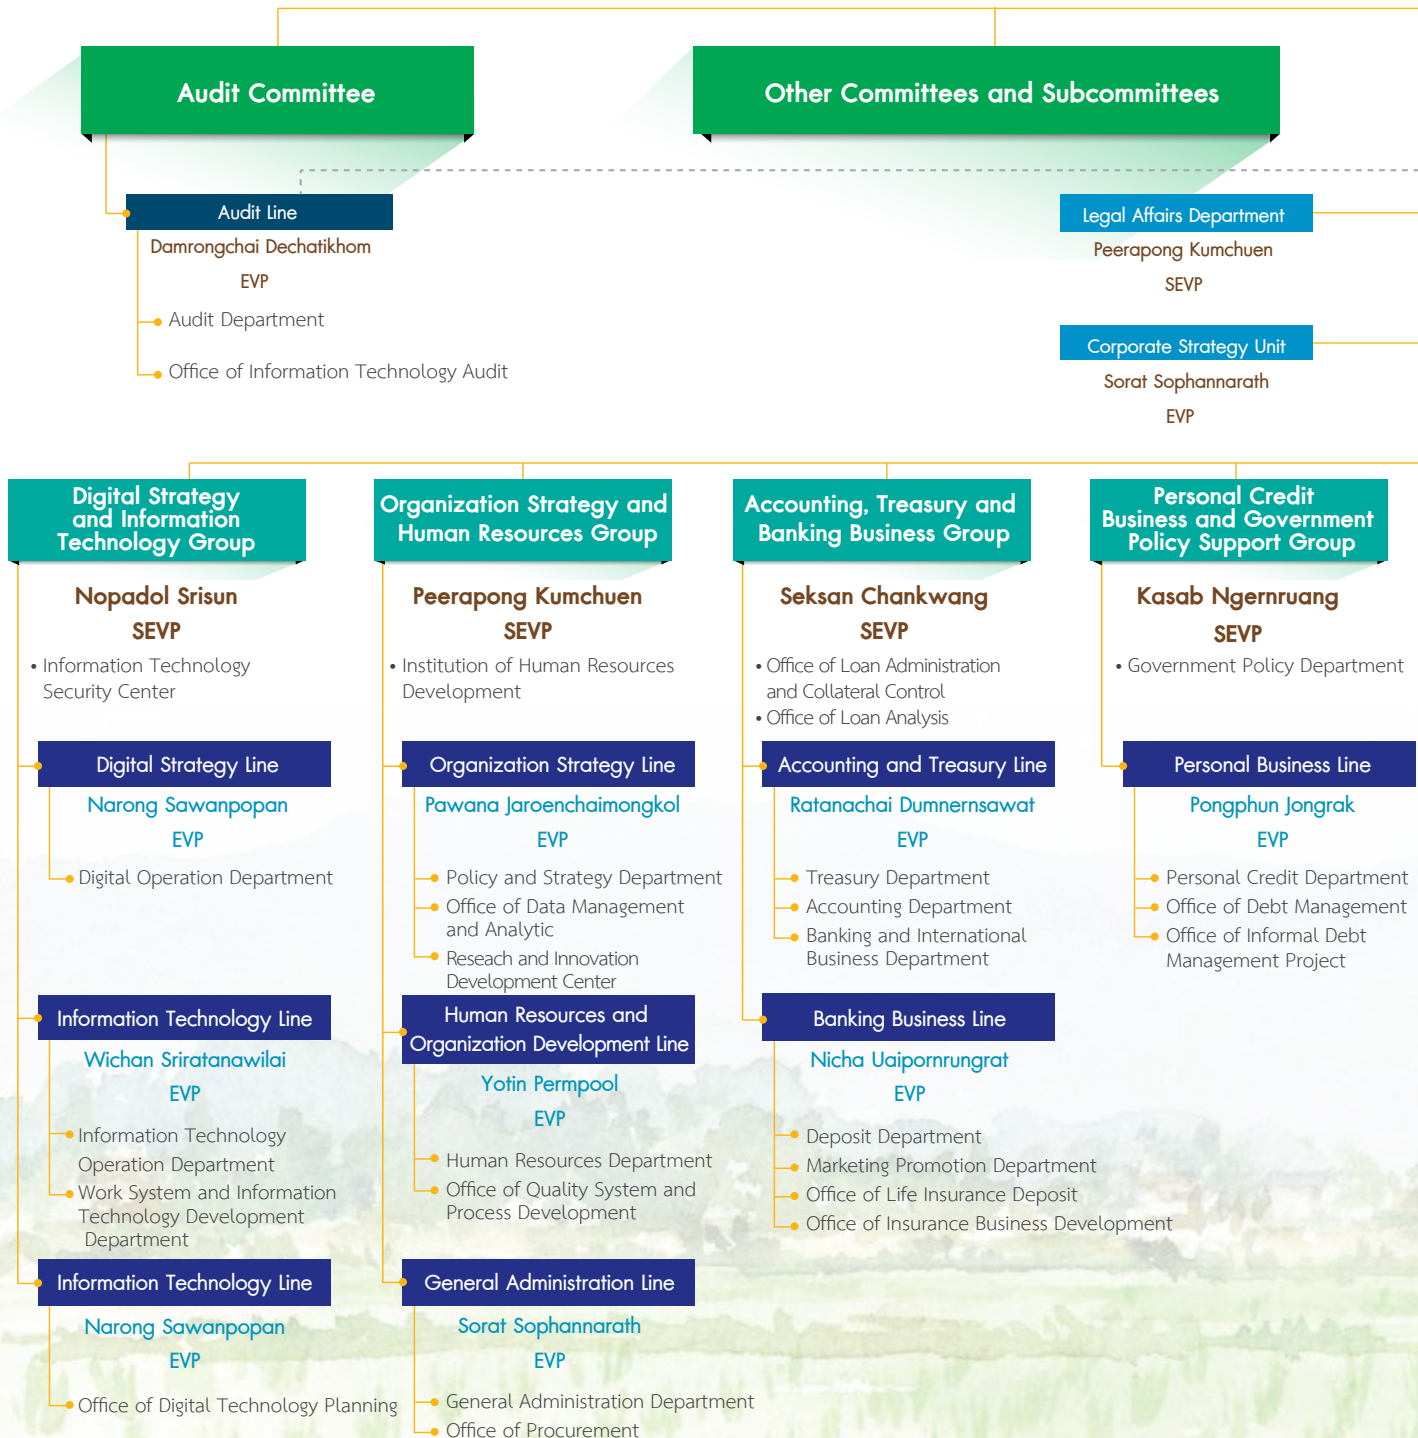 Audit Committee
Other Committees and Subcommittees
Audit Line
Damrongchai Dechatikhom
EVP
Audit Department
Office of Information Technology Audit
Legal Affairs Department
Peerapong Kumchuen
SEVP
Corporate Strategy Unit
Sorat Sophannarath
EVP
Digital Strategy
and Information
Technology Group
Nopadol Srisun
SEVP
• Information Technology
Security Center
Digital Strategy Line
Narong Sawanpopan
EVP
Digital Operation Department
Information Technology Line
Wichan Sriratanawilai
EVP
Information Technology
Operation Department
Work System and Information
Technology Development
Department
Information Technology Line
Narong Sawanpopan
EVP
Office of Digital Technology Planning
Organization Strategy and
Human Resources Group
Peerapong Kumchuen
SEVP
• Institution of Human Resources
Development
Organization Strategy Line
Pawana Jaroenchaimongkol
EVP
Policy and Strategy Department
Office of Data Management
and Analytic
Reseach and Innovation
Development Center
Human Resources and
Organization Development Line
Yotin Permpool
EVP
Human Resources Department
Office of Quality System and
Process Development
General Administration Line
Sorat Sophannarath
EVP
General Administration Department
Office of Procurement
Accounting, Treasury and
Banking Business Group
Seksan Chankwang
SEVP
• Office of Loan Administration
and Collateral Control
• Office of Loan Analysis
Accounting and Treasury Line
Ratanachai Dumnernsawat
EVP
Treasury Department
Accounting Department
Banking and International
Business Department
Banking Business Line
Nicha Uaipornrungrat
EVP
Deposit Department
Marketing Promotion Department
Office of Life Insurance Deposit
Office of Insurance Business Development
Personal Credit
Business and Government
Policy Support Group
Kasab Ngernruang
SEVP
• Government Policy Department
Personal Business Line
Pongphun Jongrak
EVP
Personal Credit Department
Office of Debt Management
Office of Informal Debt
Management Project